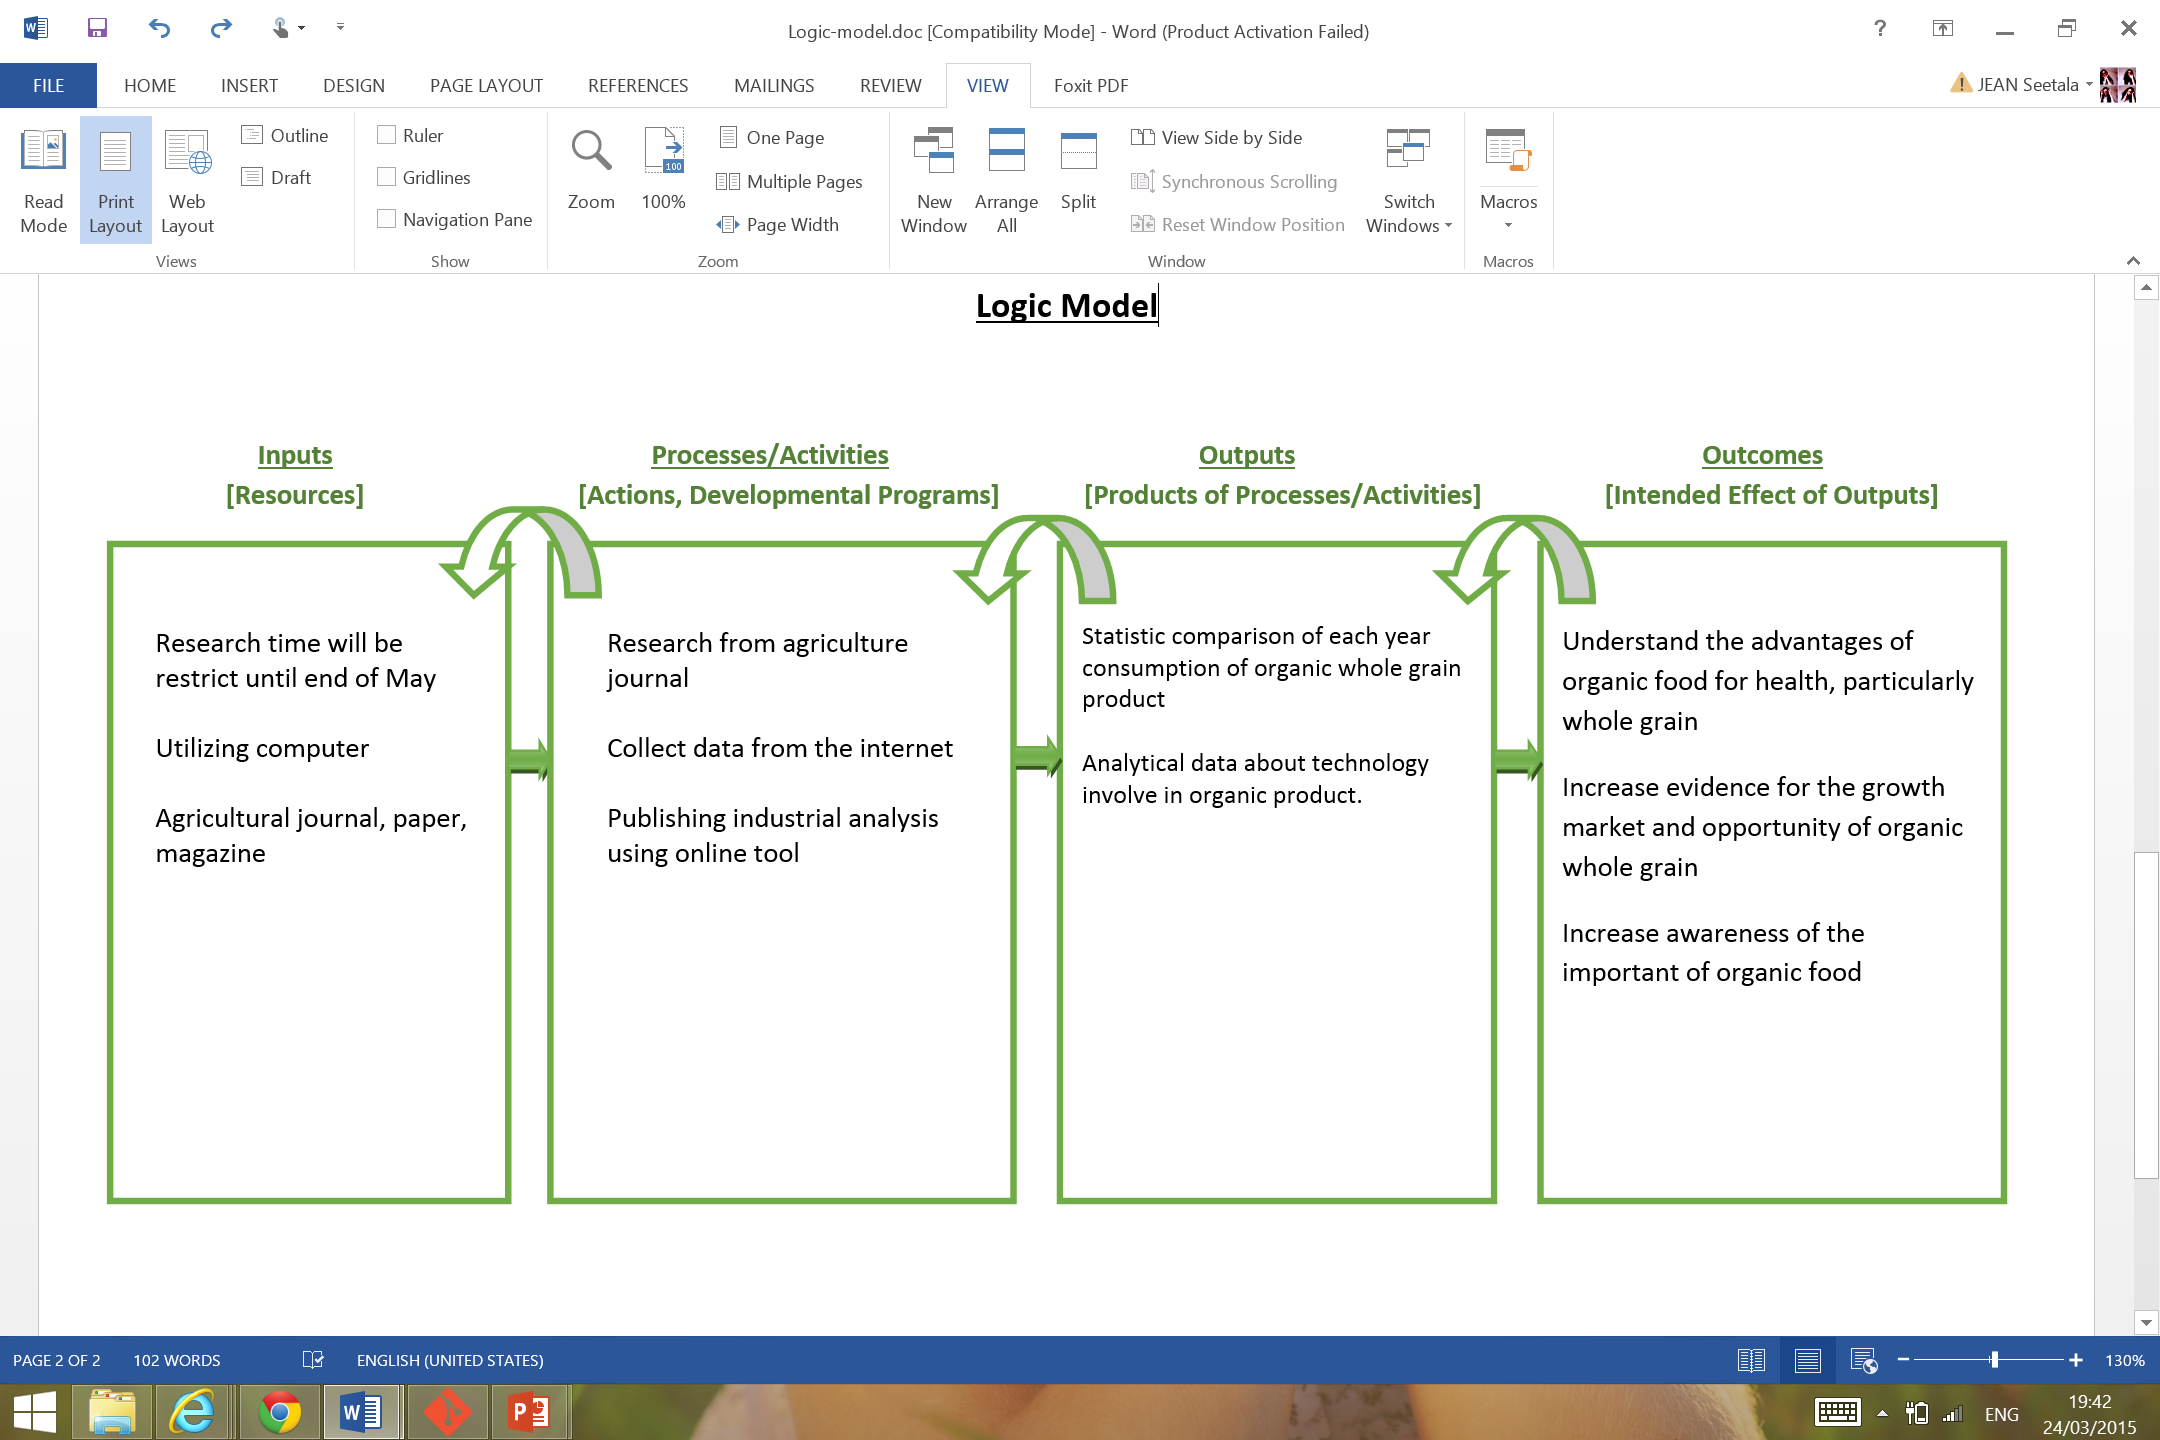 Logic-model.doc [Compatibility Mode] - Word (Product Activation Failed)
?
FILE HOME INSERT DESIGN PAGE LAYOUT REFERENCES MAILINGS REVIEW VIEW Foxit PDF JEAN Seetala
Read Mode
Print Layout
Web Layout
Outline
Draft
Views
Ruler
Gridlines
Navigation Pane
Show
Zoom
100
100%
One Page
Multiple Pages
Page Width
Zoom
New Window
Arrange All
Split
View Side by Side
Synchronous Scrolling
Reset Window Position
Switch Windows
Window
Macros
Macros
Logic Model
Inputs
[Resources]
Processes/Activities
[Actions, Developmental Programs]
Outputs
[Products of Processes/Activities]
Outcomes
[Intended Effect of Outputs]
Research time will be
restrict until end of May
Utilizing computer
Agricultural journal, paper,
magazine
Research from agriculture
journal
Collect data from the internet
Publishing industrial analysis
using online tool
Statistic comparison of each year
consumption of organic whole grain
product
Analytical data about technology
involve in organic product.
Understand the advantages of
organic food for health, particularly
whole grain
Increase evidence for the growth
market and opportunity of organic
whole grain
Increase awareness of the
important of organic food
PAGE 2 OF 2 102 WORDS ENGLISH (UNITED STATES) 130%
ENG
19:42
24/03/2015